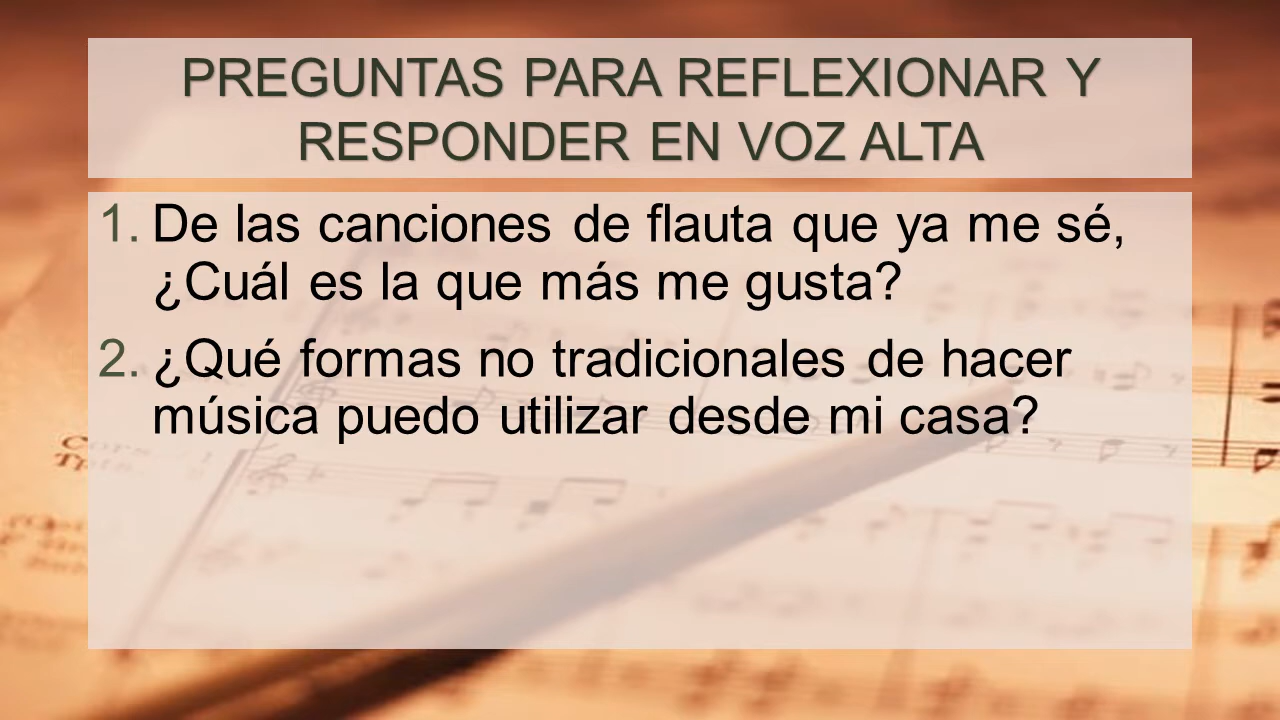 PREGUNTAS PARA REFLEXIONAR Y
RESPONDER EN VOZ ALTA
1. De las canciones de flauta que ya me sé,
¿Cuál es la que más me gusta?
2. ¿Qué formas no tradicionales de hacer
música puedo utilizar desde mi casa?